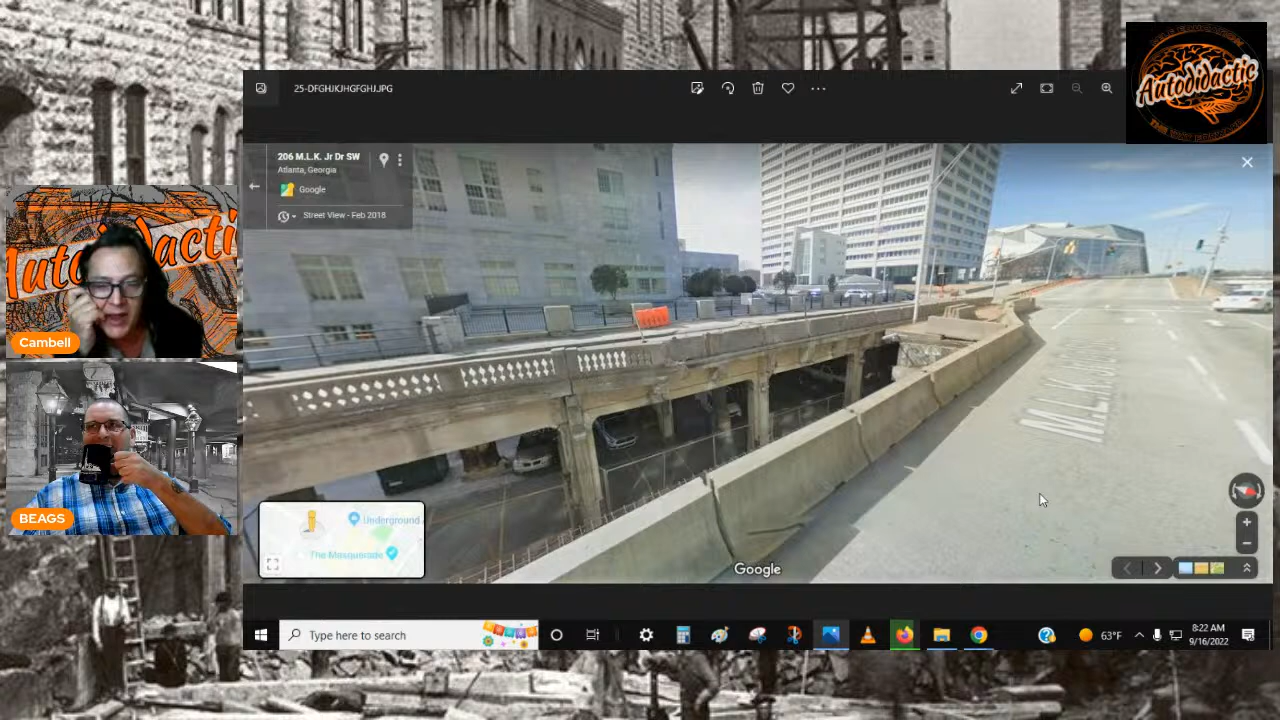 25-DFGHJKJHGFGHJ.JPG
Autodidactic
206 M.L.K. Jr Dr SW
Atlanta, Georgia
Google
Street View - Feb 2018
Autodidacti
Cambell
BEAGS
M.L.K.
Underground
The Masquerade
Google
Type here to search
63°F
8:22 AM
9/16/2022